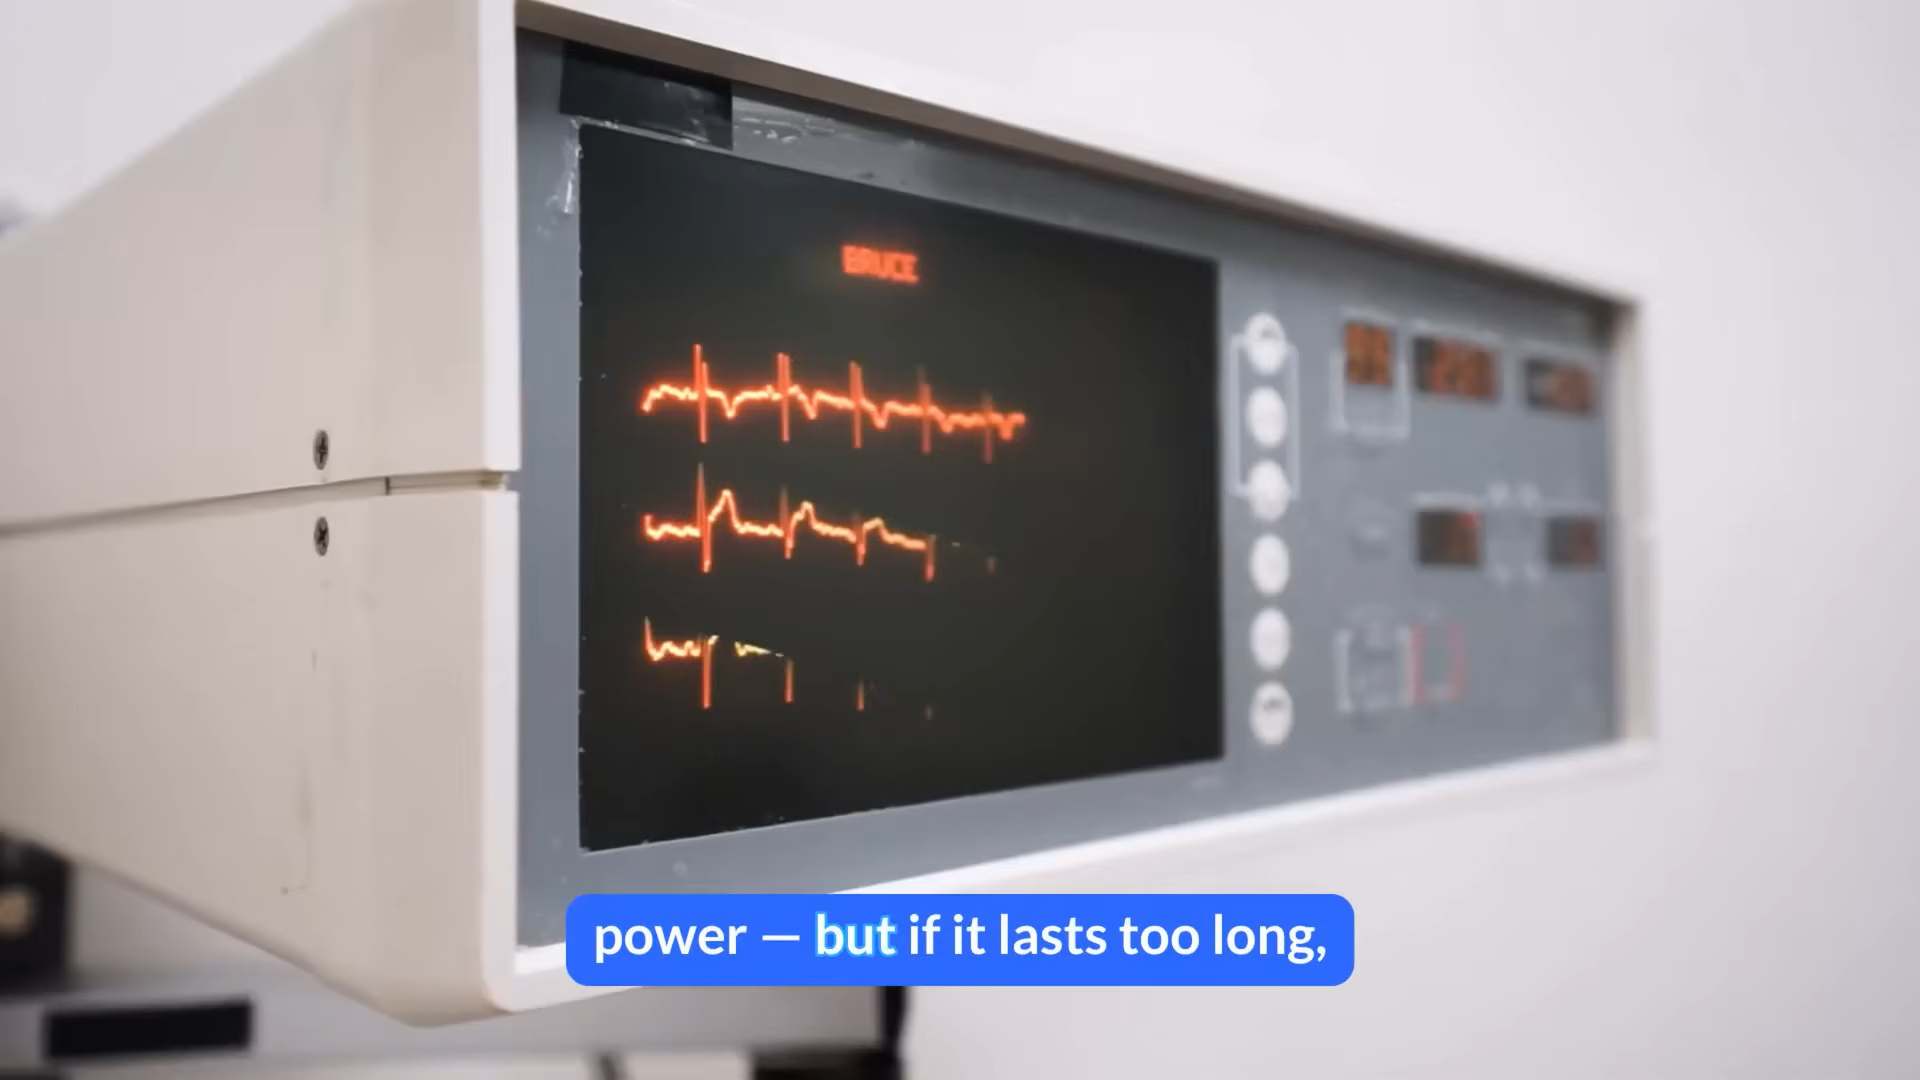 BRUCE
power — but if it lasts too long,